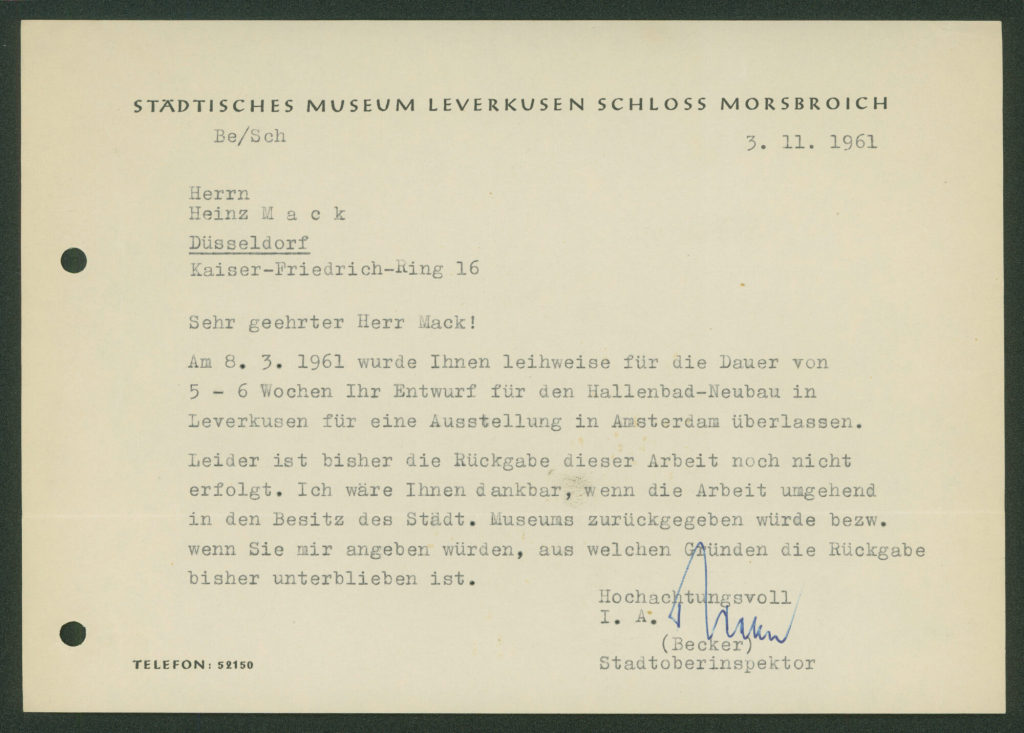 STÄDTISCHES MUSEUM LEVERKUSEN SCHLOSS MORSBROICH
Be/Sch
3. 11. 1961
Herrn
Heinz M a c k
Düsseldorf
Kaiser-Friedrich-Ring 16
Sehr geehrter Herr Mack!
Am 8. 3. 1961 wurde Ihnen leihweise für die Dauer von
5 - 6 Wochen Ihr Entwurf für den Hallenbad-Neubau in
Leverkusen für eine Ausstellung in Amsterdam überlassen.
Leider ist bisher die Rückgabe dieser Arbeit noch nicht
erfolgt. Ich wäre Ihnen dankbar, wenn die Arbeit umgehend
in den Besitz des Städt. Museums zurückgegeben würde bezw.
wenn Sie mir angeben würden, aus welchen Gründen die Rückgabe
bisher unterblieben ist.
Hochachtungsvoll
I. A.
(Becker)
Stadtoberinspektor
TELEFON: 52150